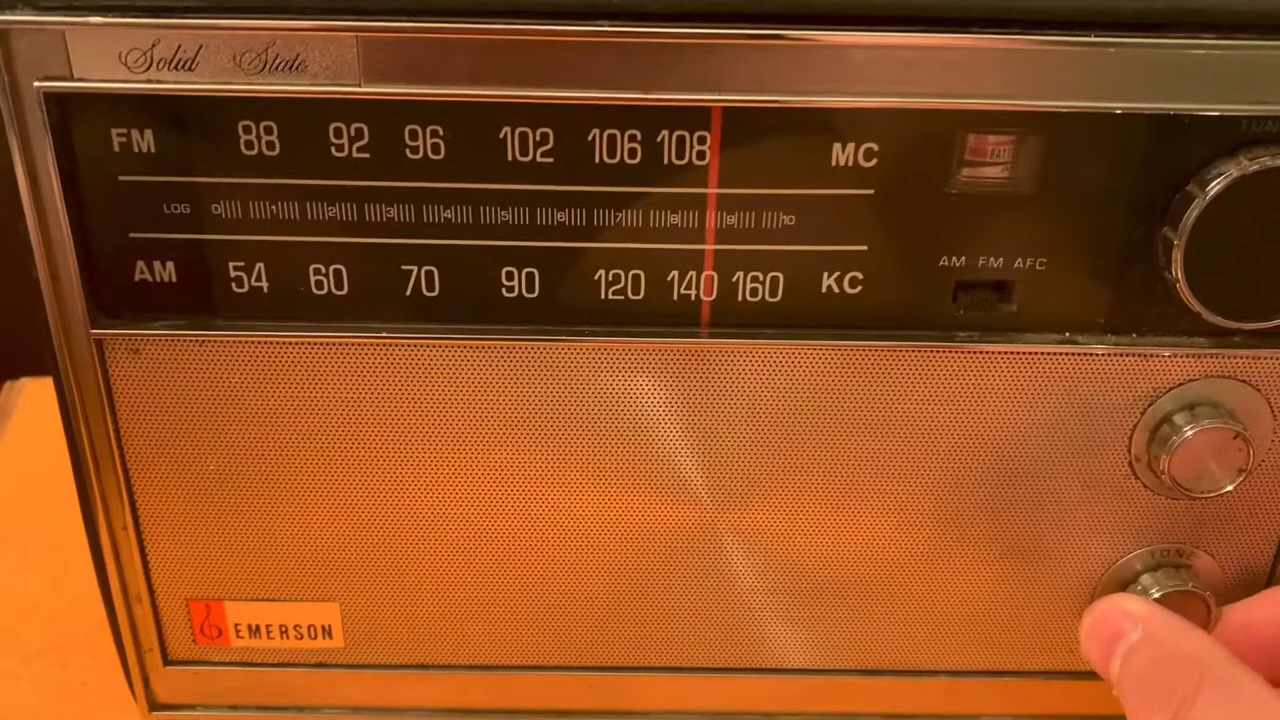 Solid State
FM 88 92 96 102 106 108 MC
LOG 0 1 2 3 4 5 6 7 8 9 10
AM 54 60 70 90 120 140 160 KC
BATT
AM FM AFC
TONE
EMERSON